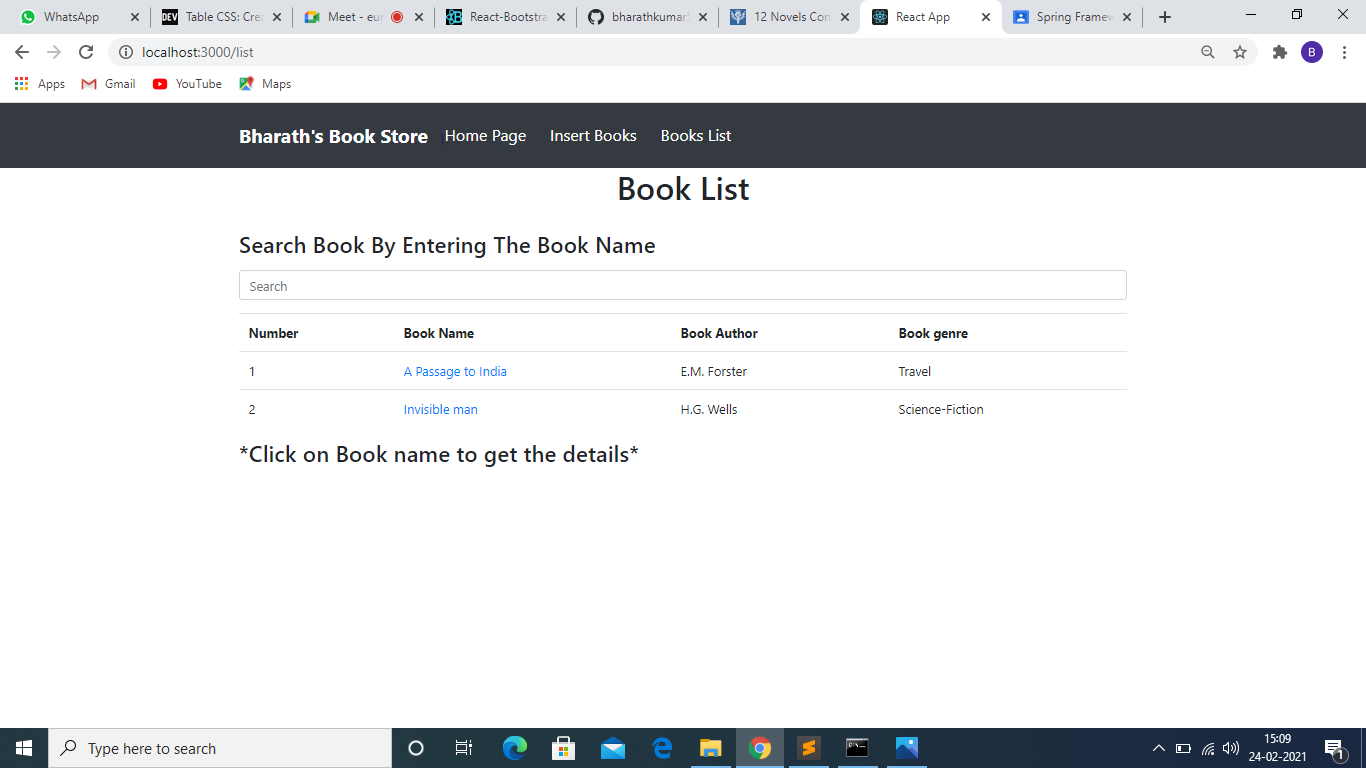 WhatsApp
DEV Table CSS: Cre
Meet - eur
React-Bootstra
bharathkumar
12 Novels Con
React App
Spring Framew
localhost:3000/list
B
Apps Gmail YouTube Maps
Bharath's Book Store Home Page Insert Books Books List
Book List
Search Book By Entering The Book Name
Search
Number Book Name Book Author Book genre
1 A Passage to India E.M. Forster Travel
2 Invisible man H.G. Wells Science-Fiction
*Click on Book name to get the details*
Type here to search
15:09
24-02-2021
1